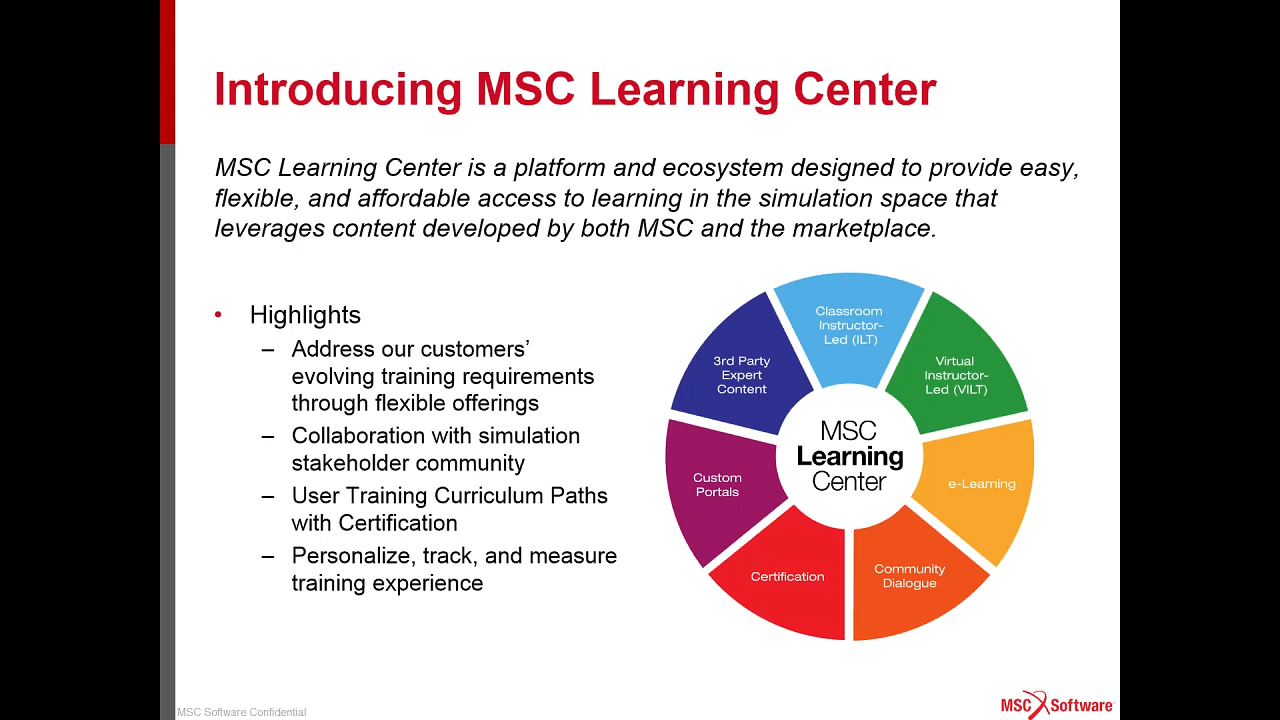 Introducing MSC Learning Center
MSC Learning Center is a platform and ecosystem designed to provide easy,
flexible, and affordable access to learning in the simulation space that
leverages content developed by both MSC and the marketplace.
• Highlights
– Address our customers’
evolving training requirements
through flexible offerings
– Collaboration with simulation
stakeholder community
– User Training Curriculum Paths
with Certification
– Personalize, track, and measure
training experience
Classroom
Instructor-
Led (ILT)
Virtual
Instructor-
Led (VILT)
e-Learning
Community
Dialogue
Certification
Custom
Portals
3rd Party
Expert
Content
MSC
Learning
Center
MSC Software Confidential
MSC Software